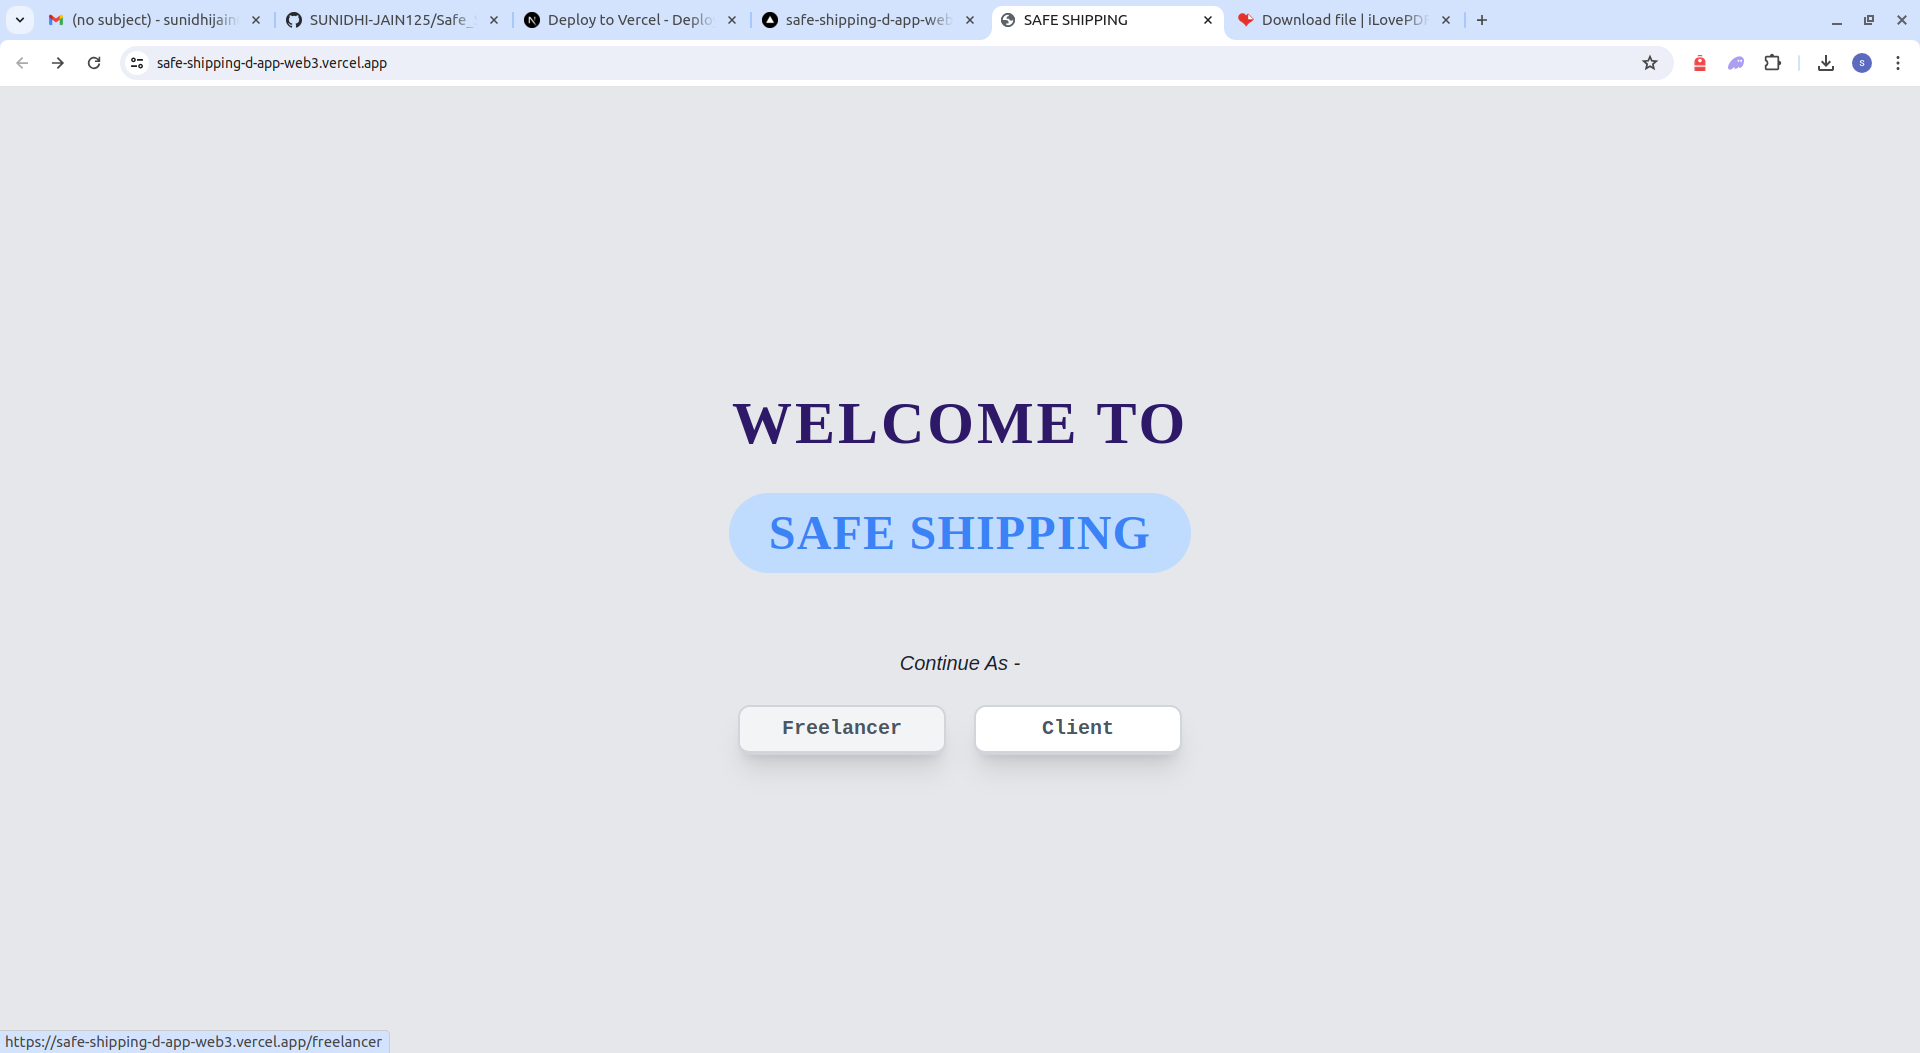 (no subject) - sunidhijain
SUNIDHI-JAIN125/Safe_
Deploy to Vercel - Deplo
safe-shipping-d-app-web
SAFE SHIPPING
Download file | iLovePDF
safe-shipping-d-app-web3.vercel.app
S
WELCOME TO
SAFE SHIPPING
Continue As -
Freelancer
Client
https://safe-shipping-d-app-web3.vercel.app/freelancer